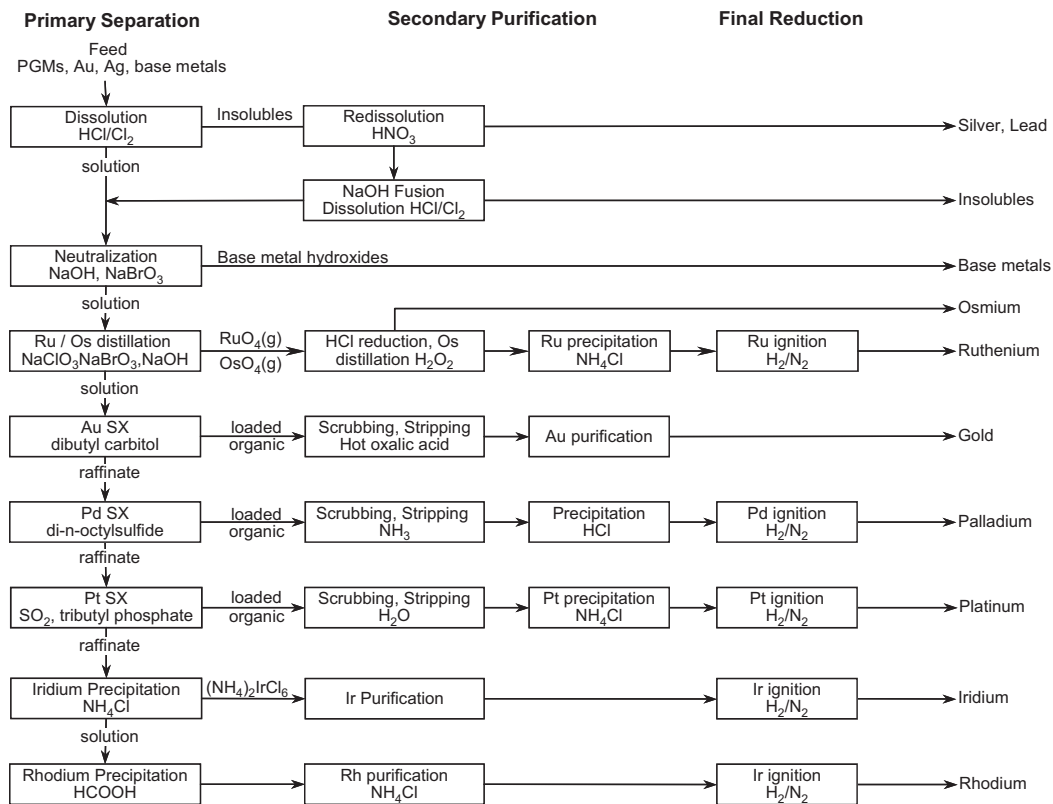 Primary Separation
Secondary Purification
Final Reduction
Feed
PGMs, Au, Ag, base metals
Dissolution
HCl/Cl₂
Insolubles
Redissolution
HNO₃
Silver, Lead
solution
NaOH Fusion
Dissolution HCl/Cl₂
Insolubles
Neutralization
NaOH, NaBrO₃
Base metal hydroxides
Base metals
solution
Osmium
Ru / Os distillation
NaClO₃NaBrO₃,NaOH
RuO₄(g)
OsO₄(g)
HCl reduction, Os
distillation H₂O₂
Ru precipitation
NH₄Cl
Ru ignition
H₂/N₂
Ruthenium
solution
Au SX
dibutyl carbitol
loaded
organic
Scrubbing, Stripping
Hot oxalic acid
Au purification
Gold
raffinate
Pd SX
di-n-octylsulfide
loaded
organic
Scrubbing, Stripping
NH₃
Precipitation
HCl
Pd ignition
H₂/N₂
Palladium
raffinate
Pt SX
SO₂, tributyl phosphate
loaded
organic
Scrubbing, Stripping
H₂O
Pt precipitation
NH₄Cl
Pt ignition
H₂/N₂
Platinum
raffinate
Iridium Precipitation
NH₄Cl
(NH₄)₂IrCl₆
Ir Purification
Ir ignition
H₂/N₂
Iridium
solution
Rhodium Precipitation
HCOOH
Rh purification
NH₄Cl
Ir ignition
H₂/N₂
Rhodium